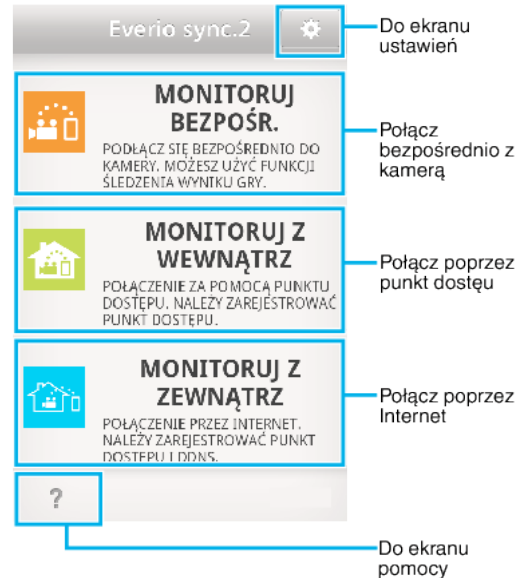 Everio sync.2
Do ekranu
ustawień
MONITORUJ
BEZPOŚR.
PODŁĄCZ SIĘ BEZPOŚREDNIO DO
KAMERY. MOŻESZ UŻYĆ FUNKCJI
ŚLEDZENIA WYNIKU GRY.
Połącz
bezpośrednio z
kamerą
MONITORUJ Z
WEWNĄTRZ
POŁĄCZENIE ZA POMOCĄ PUNKTU
DOSTĘPU. NALEŻY ZAREJESTROWAĆ
PUNKT DOSTĘPU.
Połącz poprzez
punkt dostęu
MONITORUJ Z
ZEWNĄTRZ
POŁĄCZENIE PRZEZ INTERNET.
NALEŻY ZAREJESTROWAĆ PUNKT
DOSTĘPU I DDNS.
Połącz poprzez
Internet
?
Do ekranu
pomocy